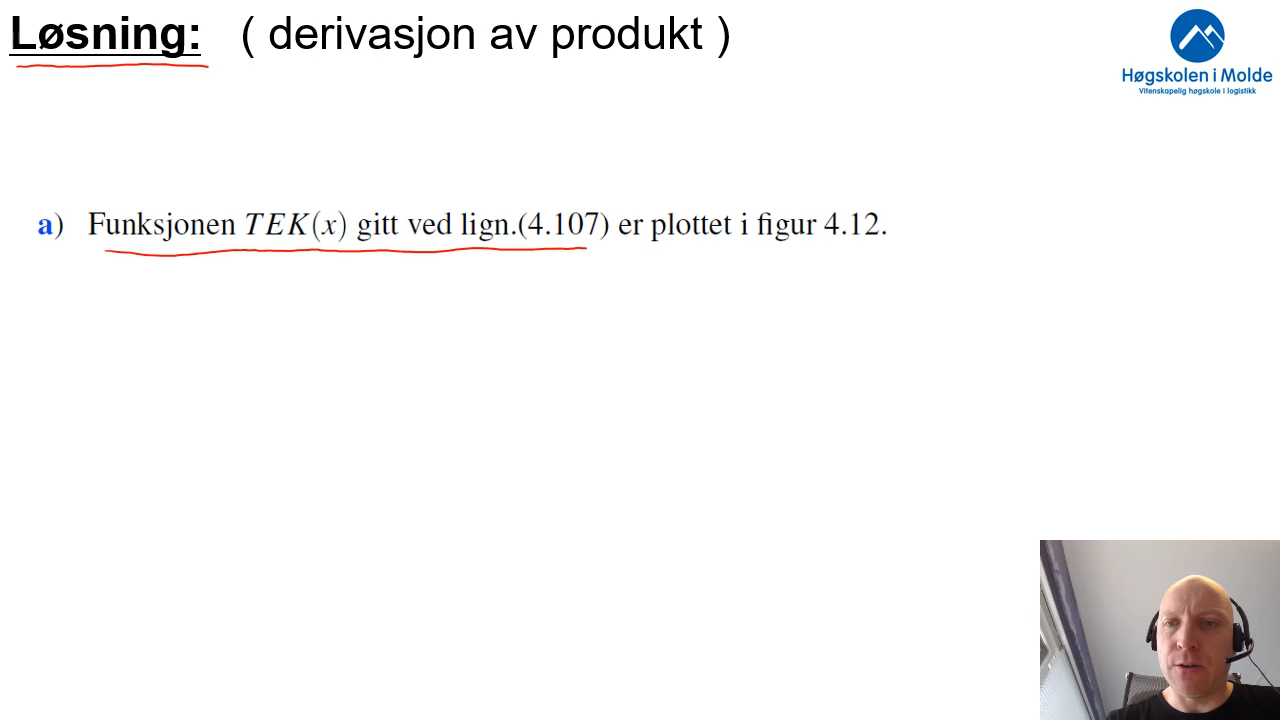 Løsning: ( derivasjon av produkt )
Høgskolen i Molde
Vitenskapelig høgskole i logistikk
a) Funksjonen TEK(x) gitt ved lign.(4.107) er plottet i figur 4.12.